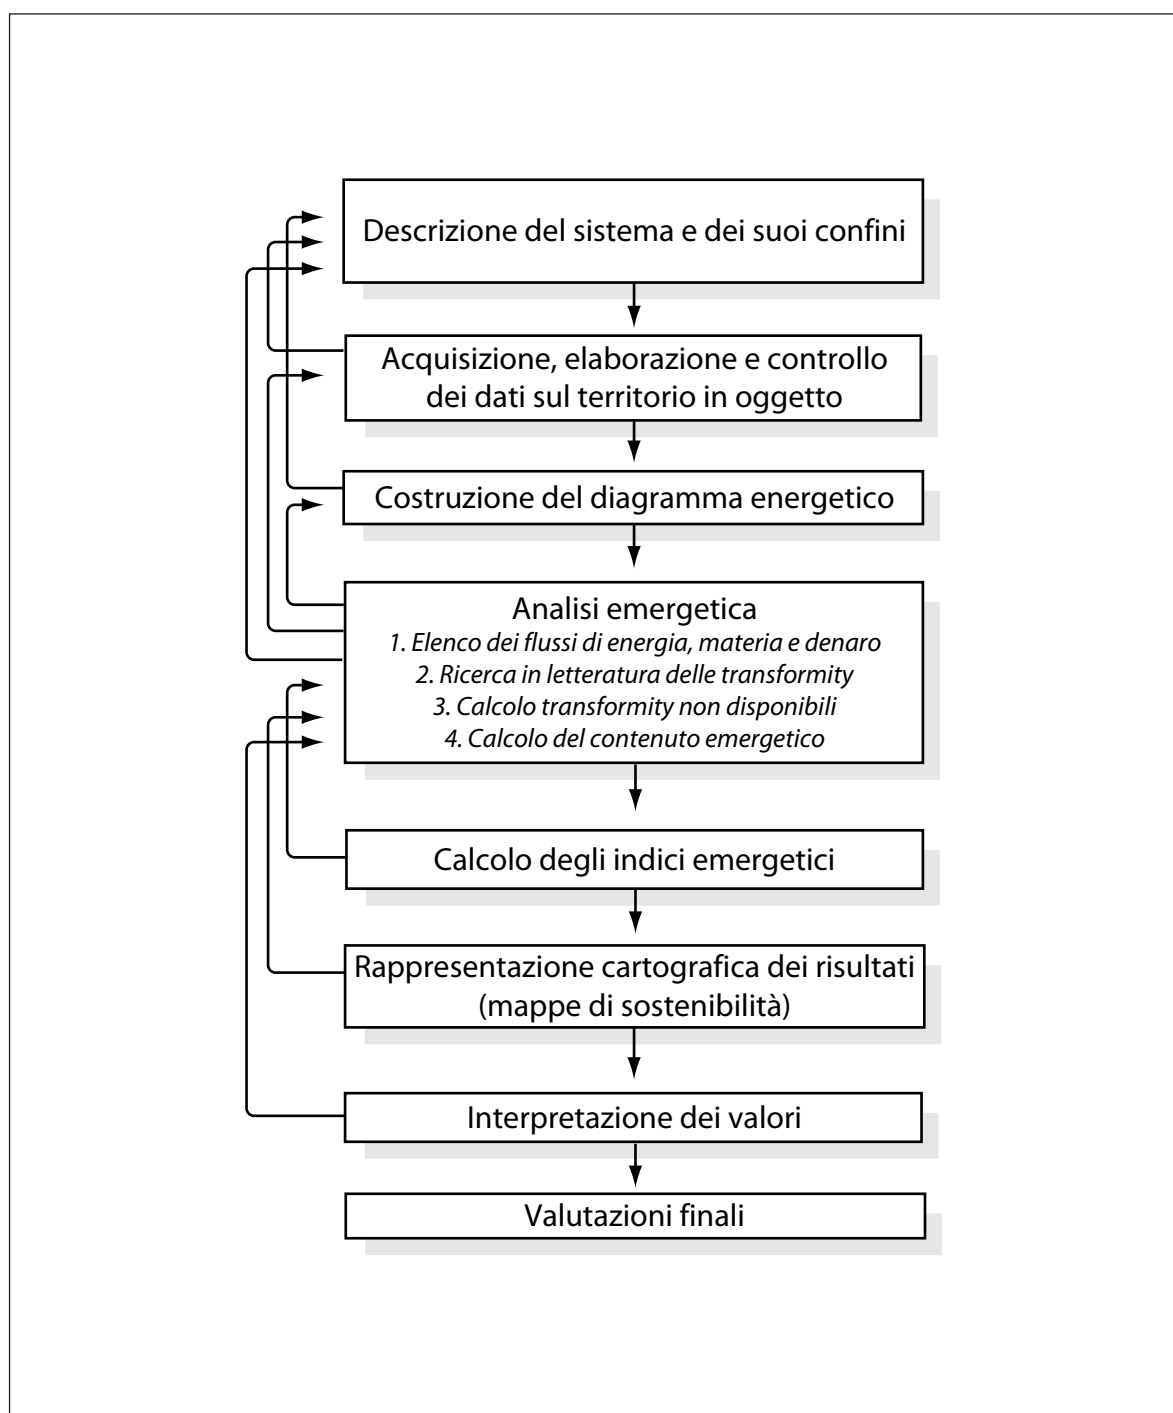 Descrizione del sistema e dei suoi confini
Acquisizione, elaborazione e controllo
dei dati sul territorio in oggetto
Costruzione del diagramma energetico
Analisi emergetica
1. Elenco dei flussi di energia, materia e denaro
2. Ricerca in letteratura delle transformity
3. Calcolo transformity non disponibili
4. Calcolo del contenuto emergetico
Calcolo degli indici emergetici
Rappresentazione cartografica dei risultati
(mappe di sostenibilità)
Interpretazione dei valori
Valutazioni finali